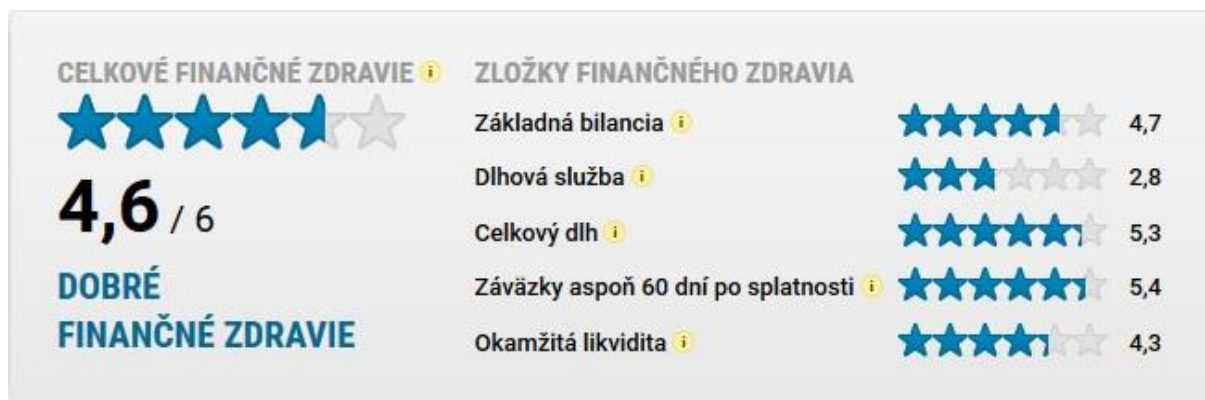 CELKOVÉ FINANČNÉ ZDRAVIE i
4,6 / 6
DOBRÉ
FINANČNÉ ZDRAVIE
ZLOŽKY FINANČNÉHO ZDRAVIA
Základná bilancia i 4,7
Dlhová služba i 2,8
Celkový dlh i 5,3
Záväzky aspoň 60 dní po splatnosti i 5,4
Okamžitá likvidita i 4,3